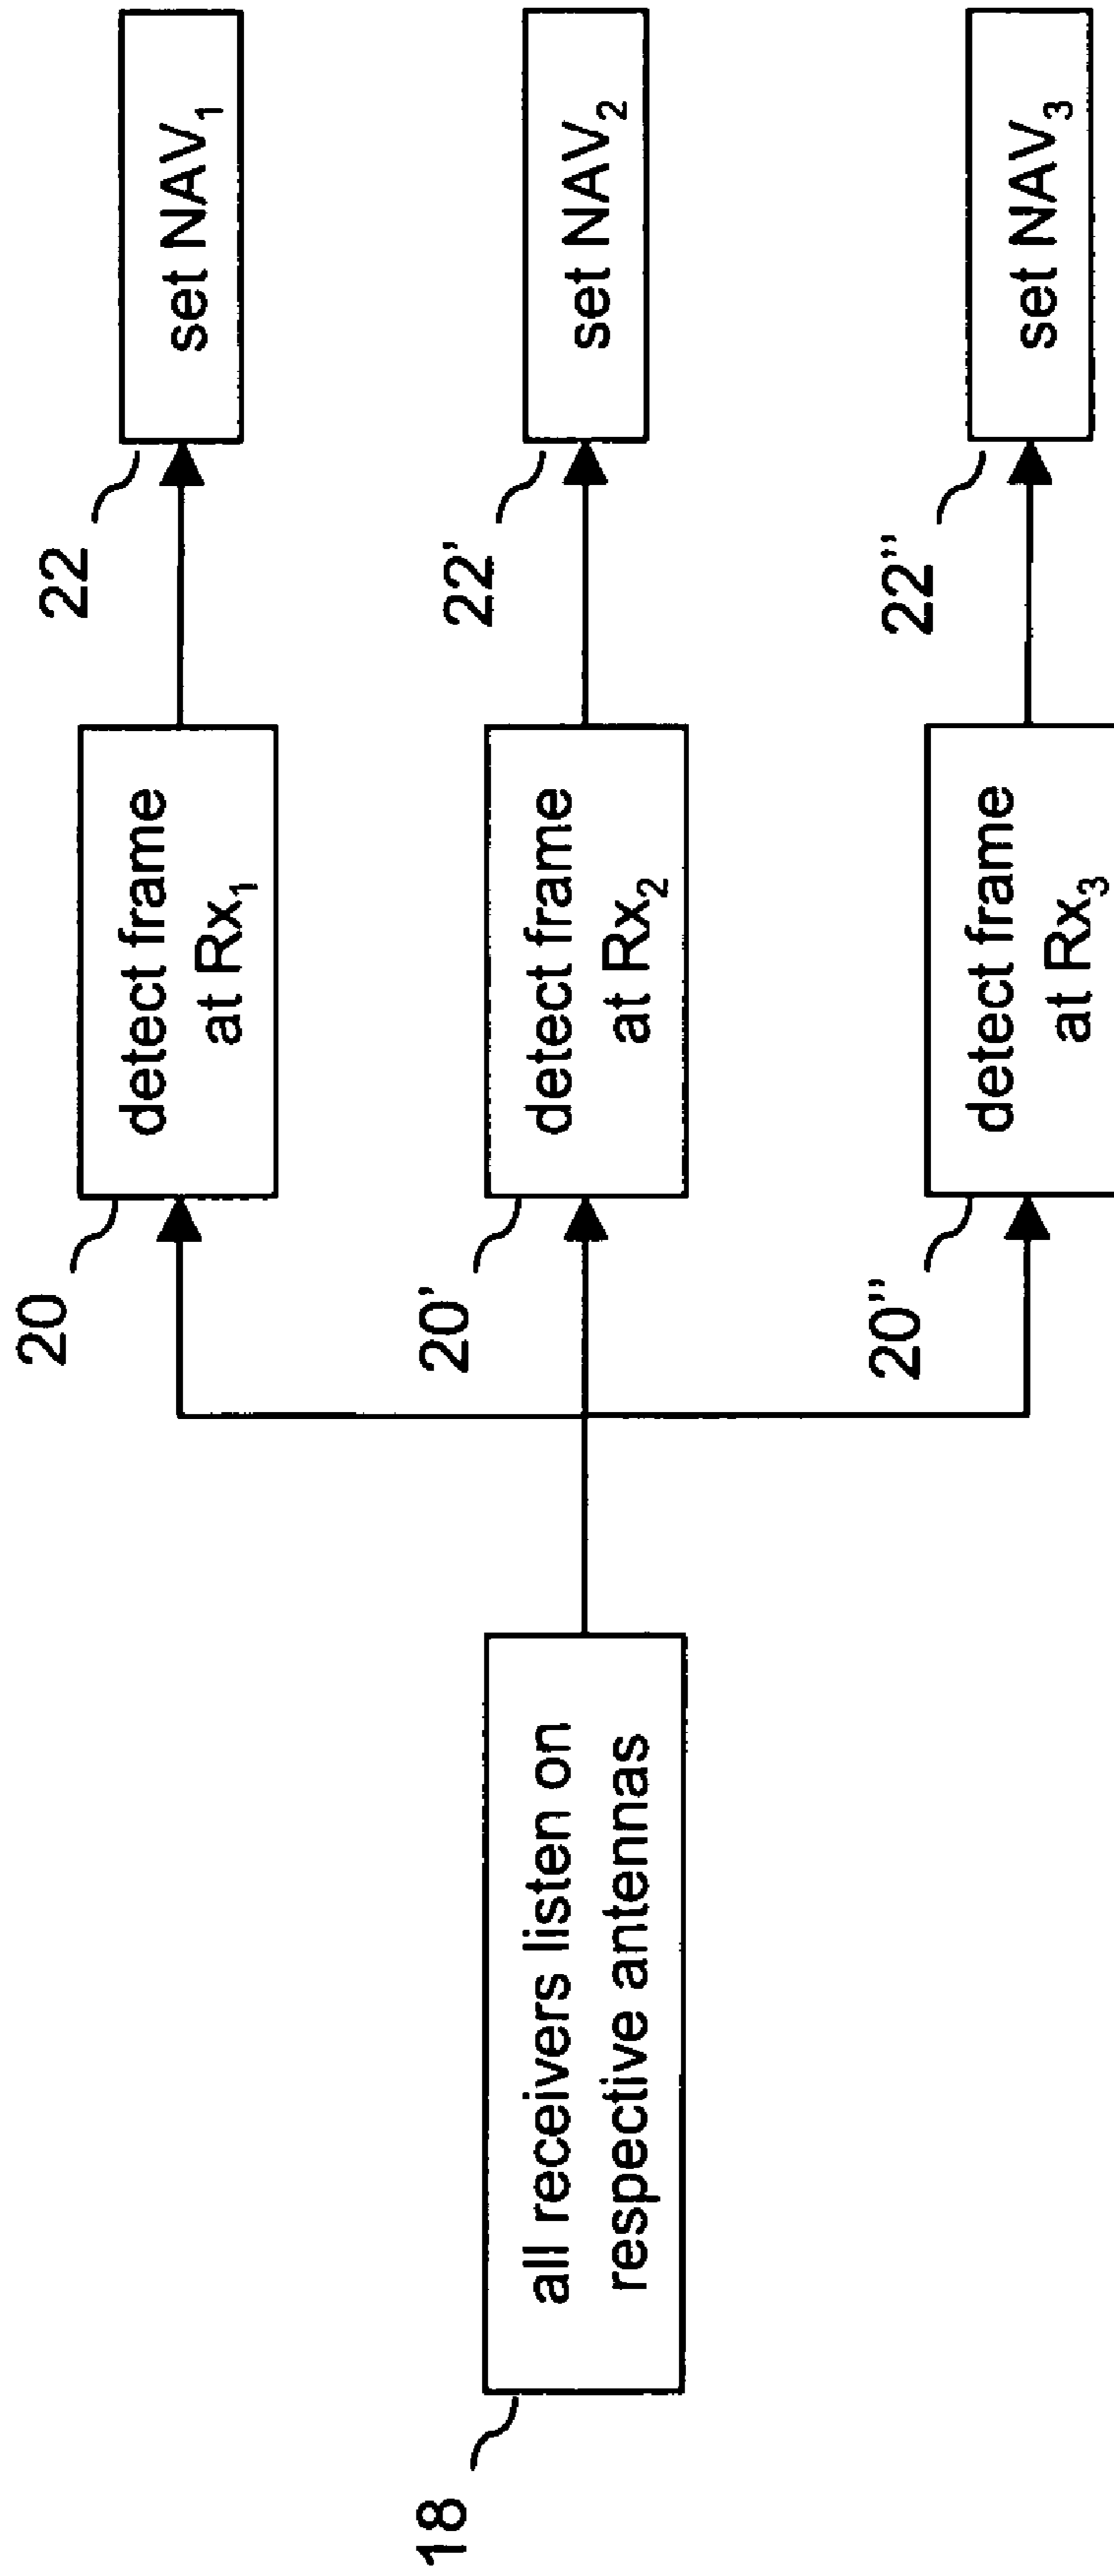 18
all receivers listen on
respective antennas
20
detect frame
at Rx₁
22
set NAV₁
20'
detect frame
at Rx₂
22'
set NAV₂
20''
detect frame
at Rx₃
22''
set NAV₃